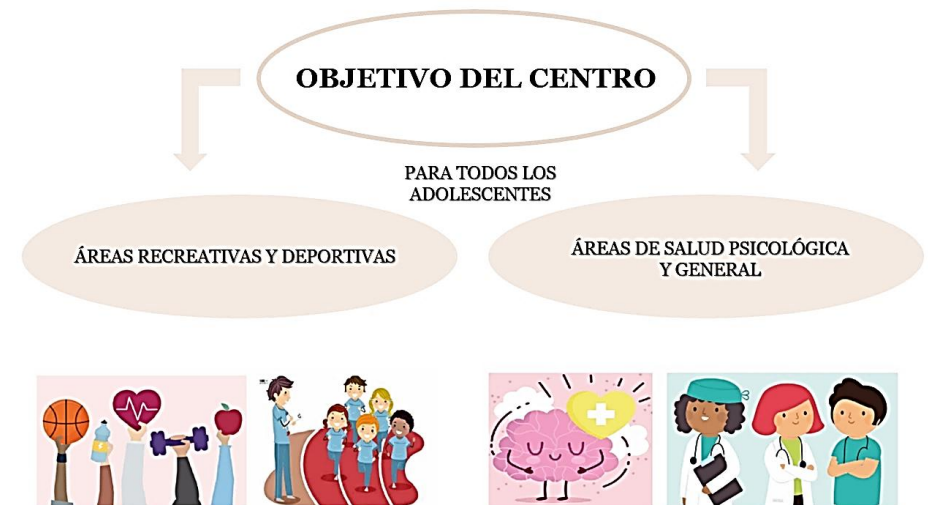 OBJETIVO DEL CENTRO
PARA TODOS LOS
ADOLESCENTES
ÁREAS RECREATIVAS Y DEPORTIVAS
ÁREAS DE SALUD PSICOLÓGICA
Y GENERAL